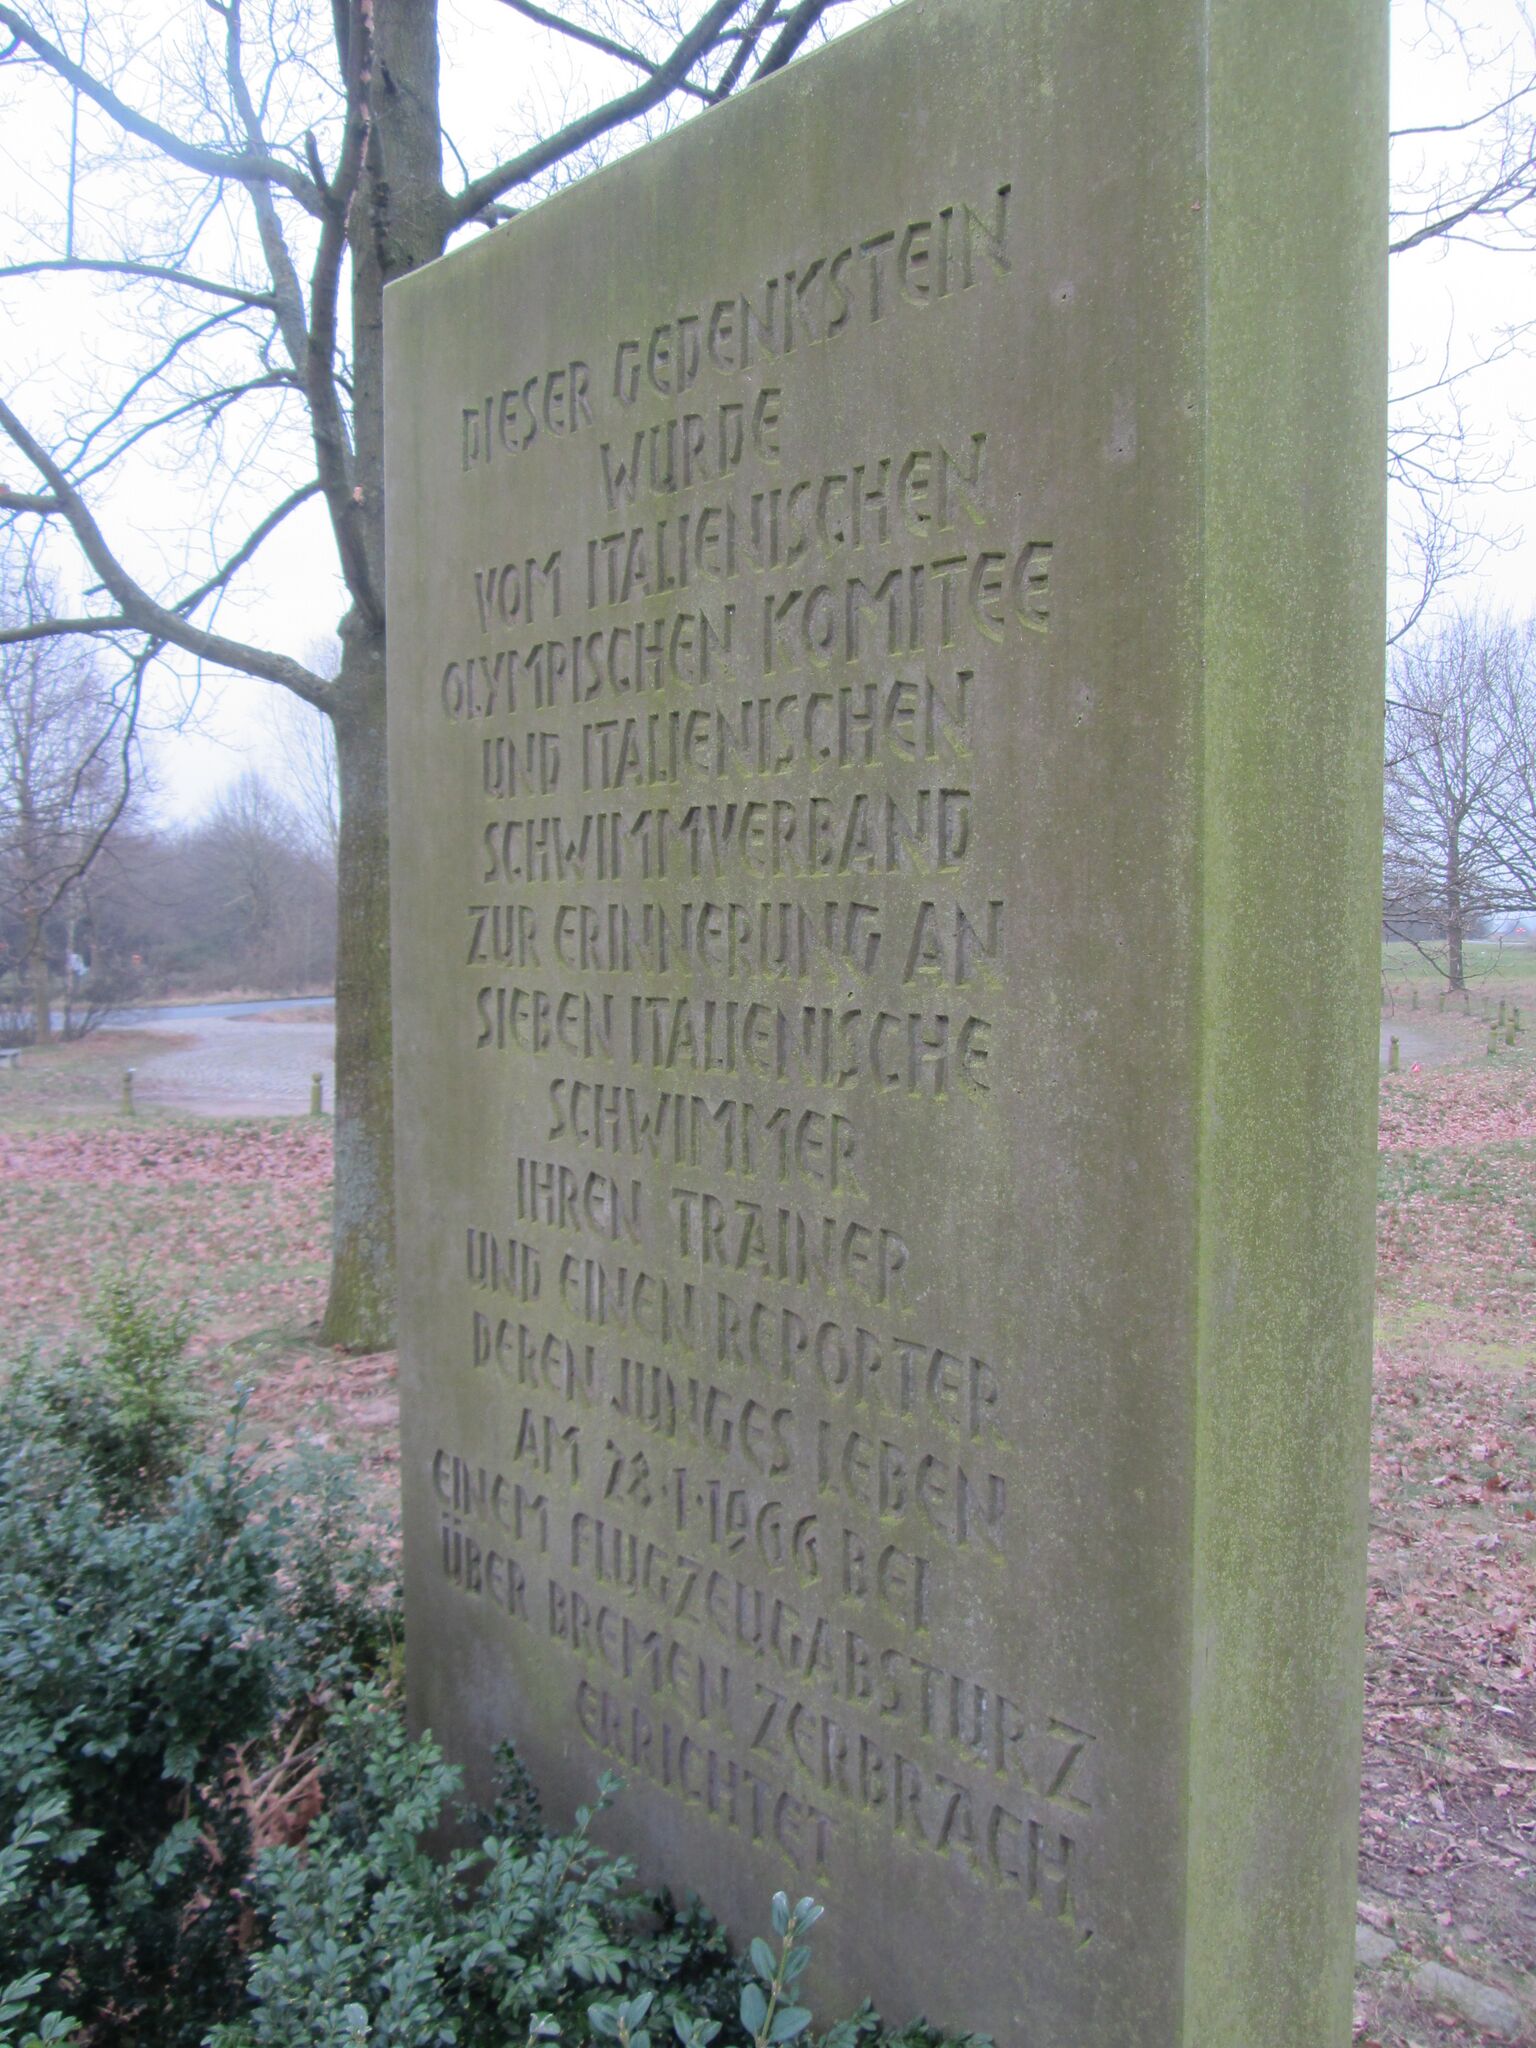 DIESER GEDENKSTEIN
WURDE
VOM ITALIENISCHEN
OLYMPISCHEN KOMITEE
UND ITALIENISCHEN
SCHWIMMVERBAND
ZUR ERINNERUNG AN
SIEBEN ITALIENISCHE
SCHWIMMER
IHREN TRAINER
UND EINEN REPORTER
DEREN JUNGES LEBEN
AM 28·1·1966 BEI
EINEM FLUGZEUGABSTURZ
ÜBER BREMEN ZERBRACH,
ERRICHTET